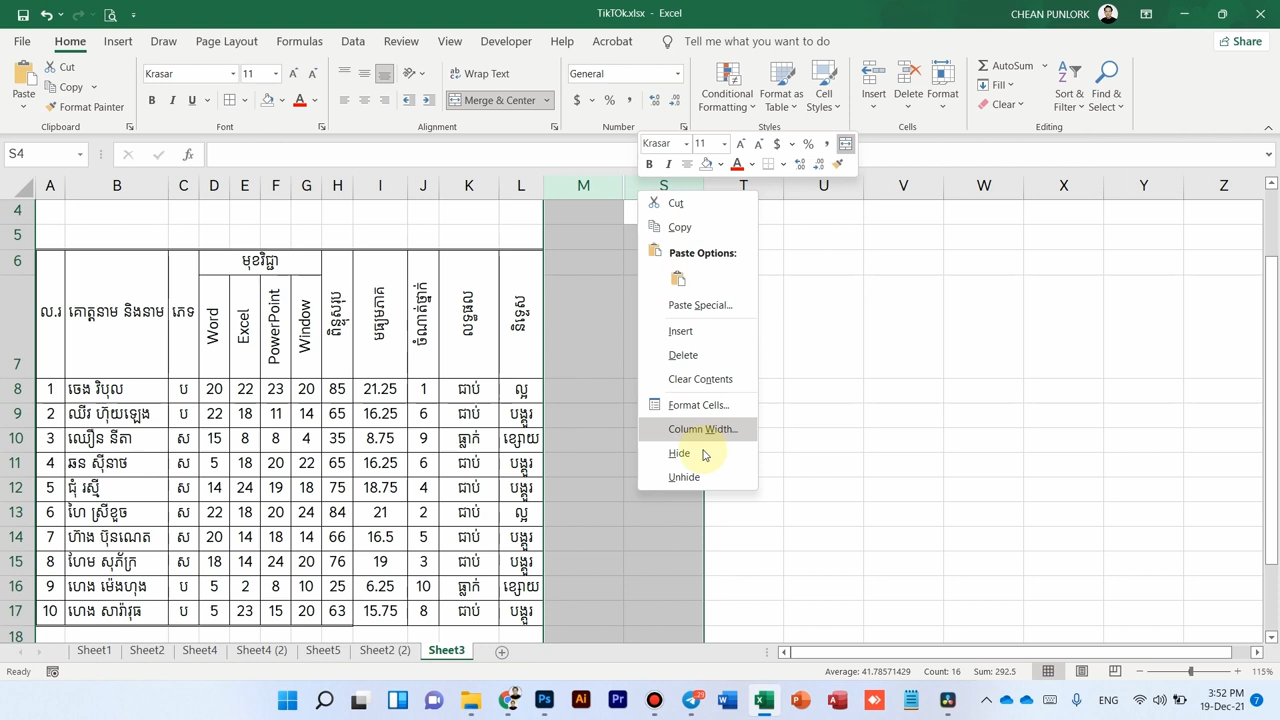 TikTOk.xlsx - Excel
CHEAN PUNLORK
File Home Insert Draw Page Layout Formulas Data Review View Developer Help Acrobat Tell me what you want to do Share
Paste Cut Copy Format Painter Clipboard
Krasar 11 B I U A Font
Wrap Text Merge & Center Alignment
General $ % , Number
Conditional Formatting Format as Table Cell Styles Styles
Insert Delete Format Cells
AutoSum Fill Clear Sort & Filter Find & Select Editing
S4 fx
Krasar 11 A A $ % ,
B I A
A B C D E F G H I J K L M S T U V W X Y Z
4
5
6 ល.រ គោត្តនាម និងនាម ភេទ មុខវិជ្ជា ពិន្ទុសរុប មធ្យមភាគ ចំណាត់ថ្នាក់ លទ្ធផល និទ្ទេស
7 Word Excel PowerPoint Window
8 1 ចេង វិបុល ប 20 22 23 20 85 21.25 1 ជាប់ ល្អ
9 2 ឈីវ ហ៊ុយឡេង ប 22 18 11 14 65 16.25 6 ជាប់ បង្គួរ
10 3 ឈឿន នីតា ស 15 8 8 4 35 8.75 9 ធ្លាក់ ខ្សោយ
11 4 ឆន ស៊ីនាថ ស 5 18 20 22 65 16.25 6 ជាប់ បង្គួរ
12 5 ជុំ រស្មី ស 14 24 19 18 75 18.75 4 ជាប់ បង្គួរ
13 6 ហៃ ស្រីខួច ស 22 18 20 24 84 21 2 ជាប់ ល្អ
14 7 ហ៊ាង ប៊ុនណេត ស 20 14 18 14 66 16.5 5 ជាប់ បង្គួរ
15 8 ហែម សុភ័ក្រ ស 18 14 24 20 76 19 3 ជាប់ បង្គួរ
16 9 ហេង ម៉េងហុង ប 5 2 8 10 25 6.25 10 ធ្លាក់ ខ្សោយ
17 10 ហេង សារ៉ាវុធ ប 5 23 15 20 63 15.75 8 ជាប់ បង្គួរ
18
Cut
Copy
Paste Options:
Paste Special...
Insert
Delete
Clear Contents
Format Cells...
Column Width...
Hide
Unhide
Sheet1 Sheet2 Sheet4 Sheet4 (2) Sheet5 Sheet2 (2) Sheet3
Ready Average: 41.78571429 Count: 16 Sum: 292.5 115%
29 ENG 3:52 PM
19-Dec-21 7